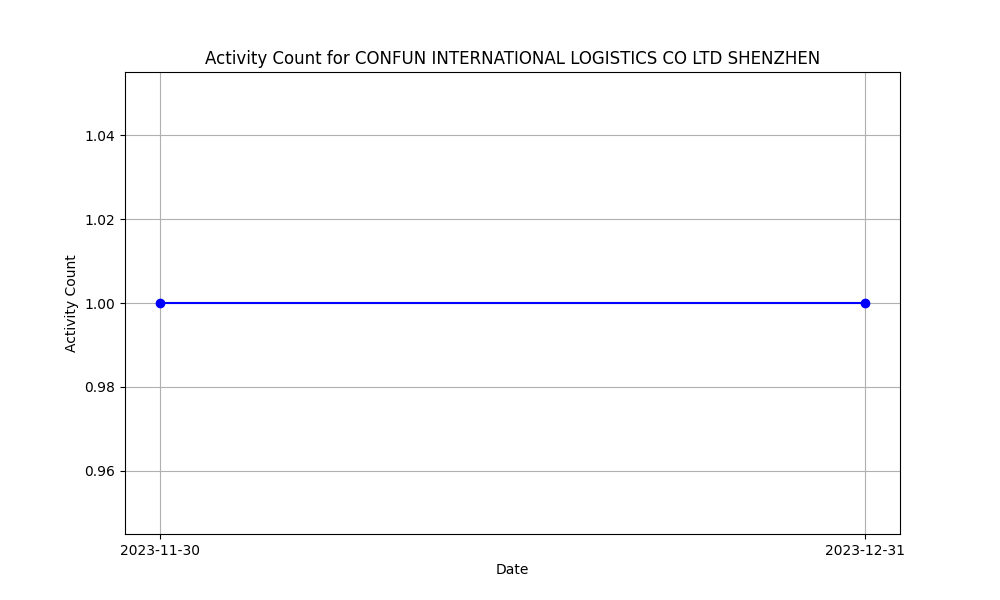 Activity Count for CONFUN INTERNATIONAL LOGISTICS CO LTD SHENZHEN
1.04
1.02
1.00
0.98
0.96
Activity Count
2023-11-30
2023-12-31
Date